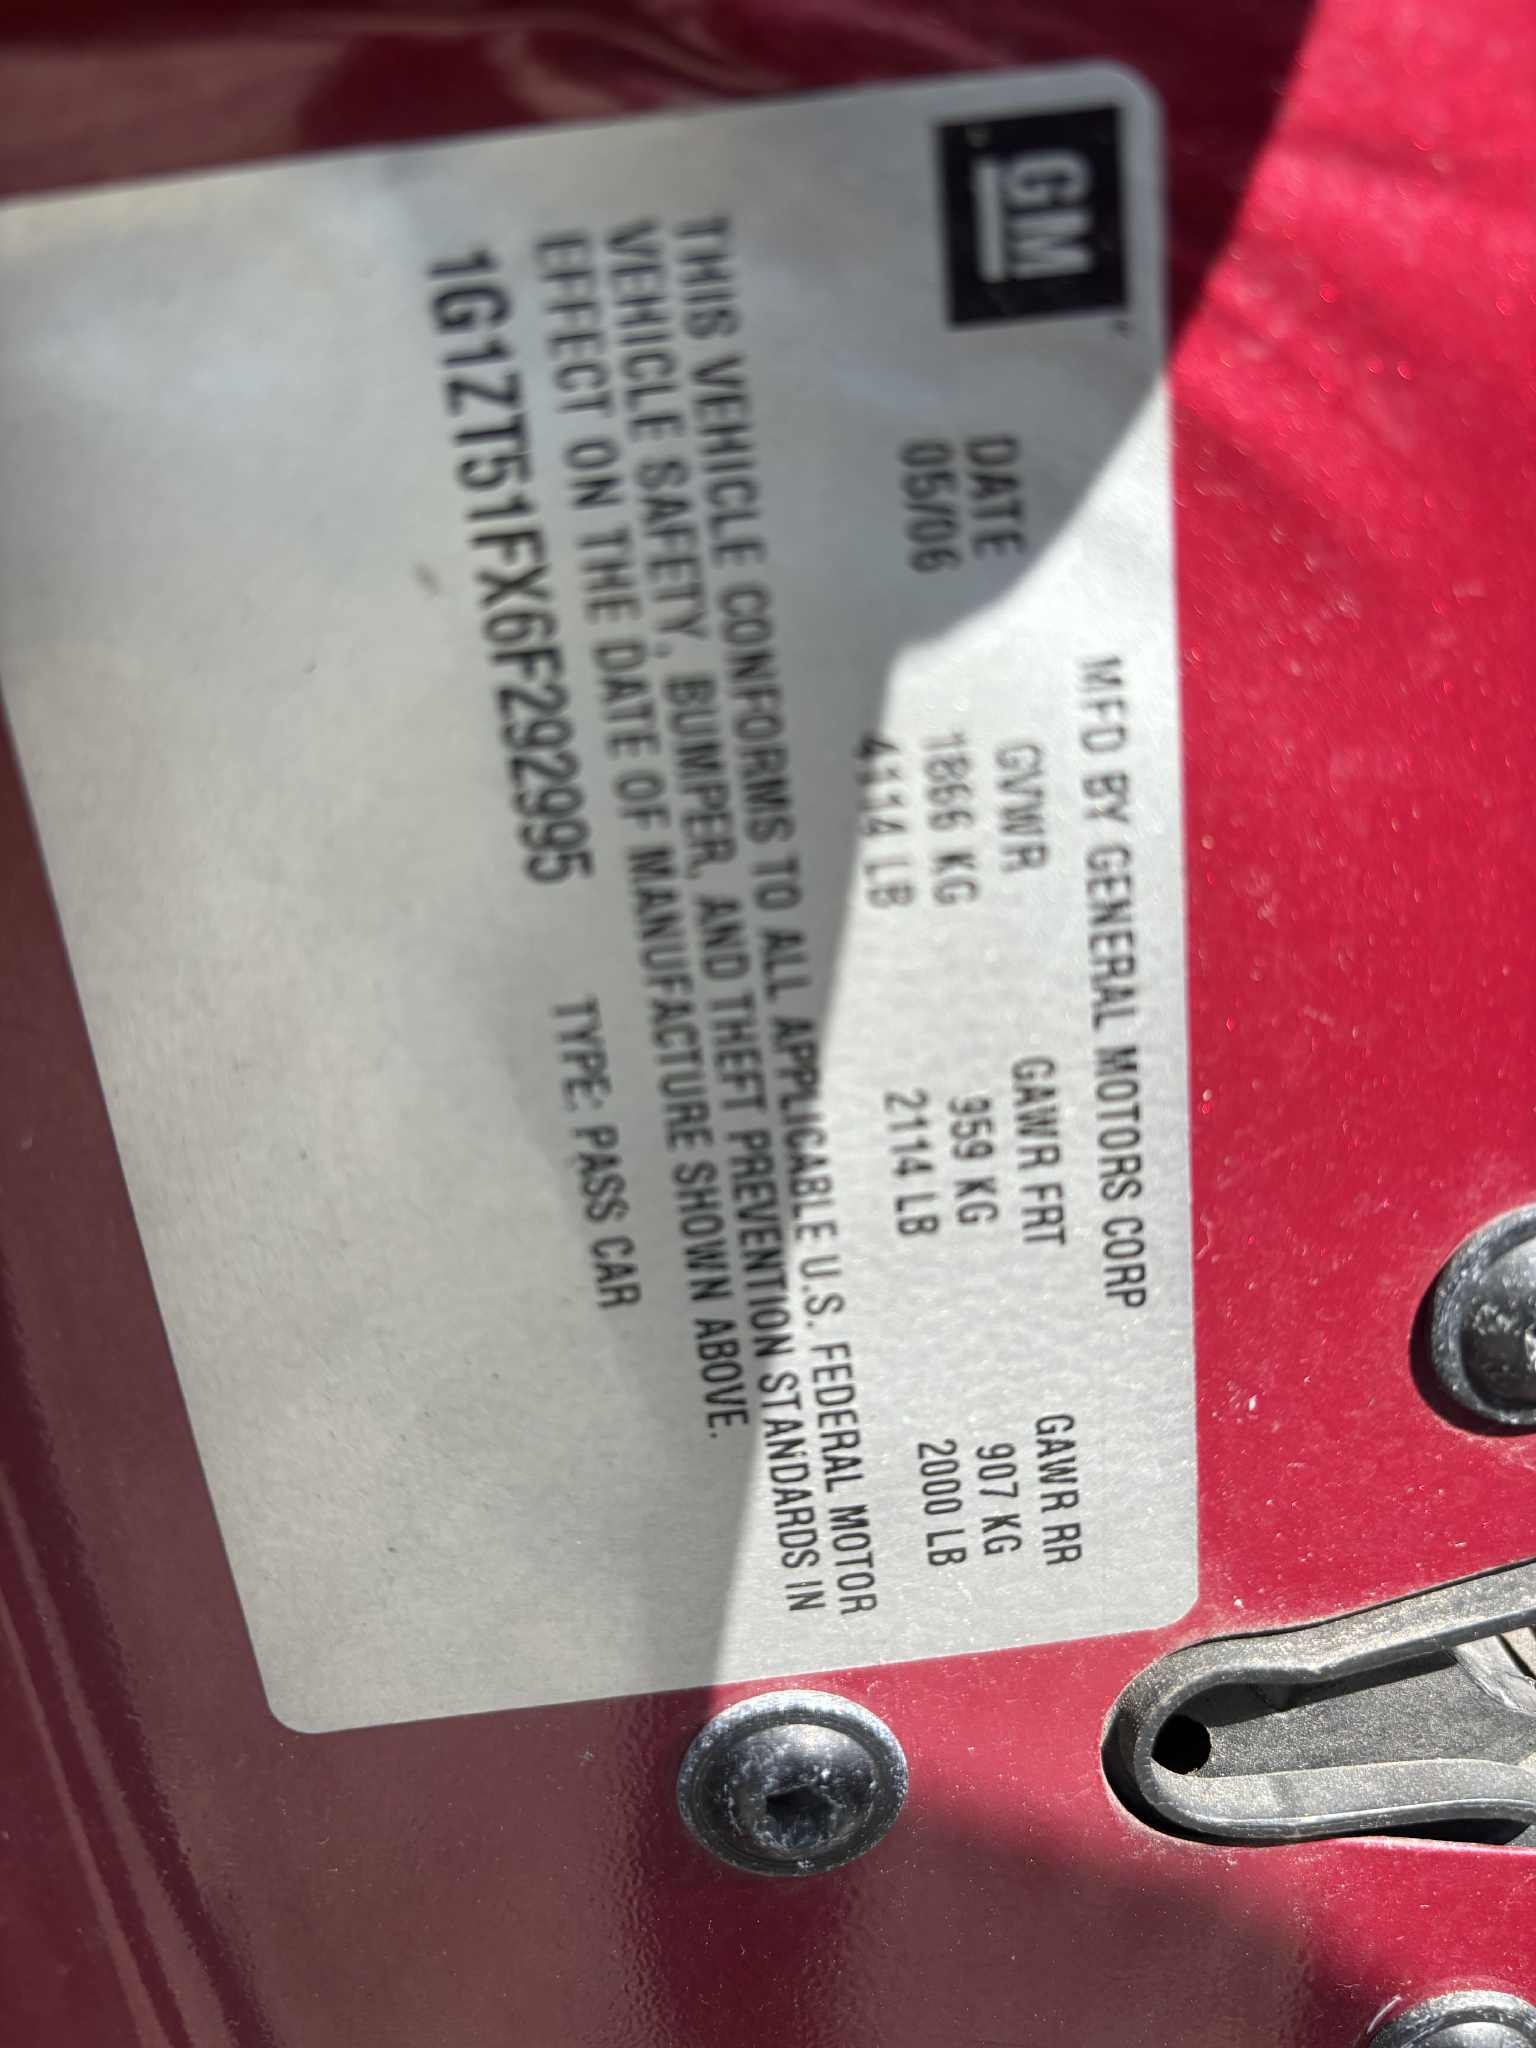 GM
MFD BY GENERAL MOTORS CORP
DATE GVWR GAWR FRT GAWR RR
05/06 1866 KG 959 KG 907 KG
4114 LB 2114 LB 2000 LB
THIS VEHICLE CONFORMS TO ALL APPLICABLE U.S. FEDERAL MOTOR
VEHICLE SAFETY, BUMPER, AND THEFT PREVENTION STANDARDS IN
EFFECT ON THE DATE OF MANUFACTURE SHOWN ABOVE.
1G1ZT51FX6F292995 TYPE: PASS CAR